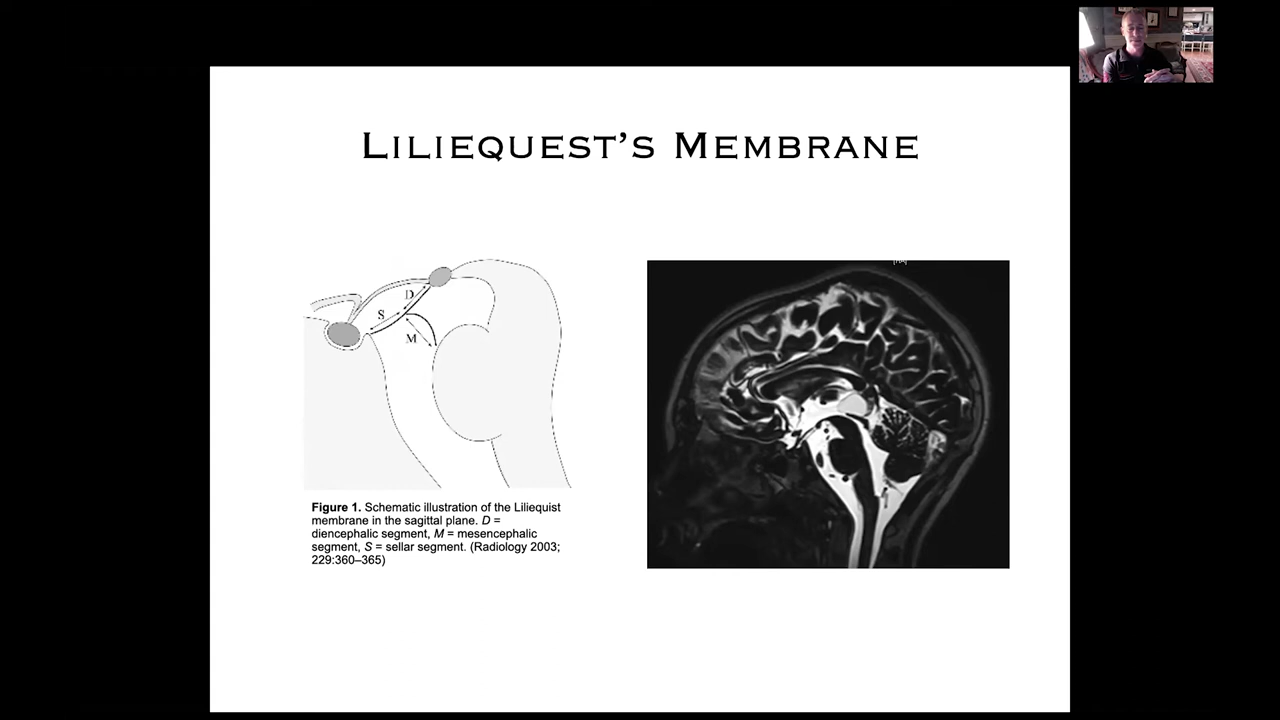 LILIEQUEST’S MEMBRANE
D
S
M
Figure 1. Schematic illustration of the Liliequist
membrane in the sagittal plane. D =
diencephalic segment, M = mesencephalic
segment, S = sellar segment. (Radiology 2003;
229:360–365)